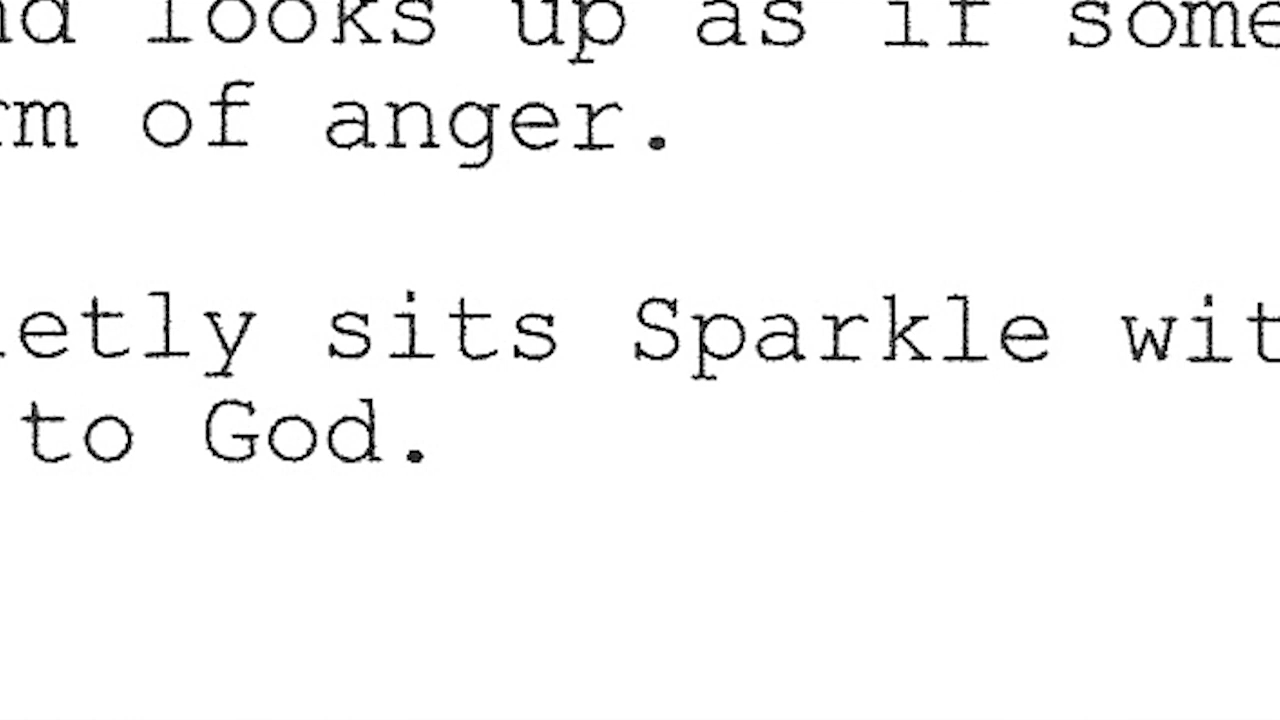 nd looks up as if some
rm of anger.
etly sits Sparkle wit
to God.